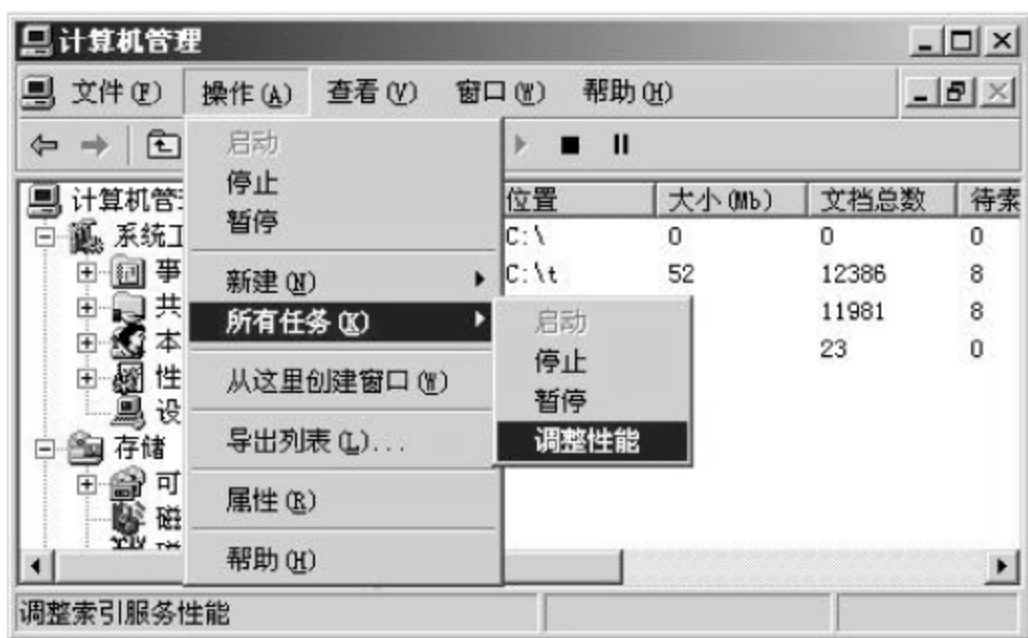 计算机管理
文件(F) 操作(A) 查看(V) 窗口(W) 帮助(H)
启动
停止
暂停
新建(N)
所有任务(K)
从这里创建窗口(W)
导出列表(L)...
属性(R)
帮助(H)
启动
停止
暂停
调整性能
计算机管
系统工
事
共
本
性
设
存储
可
磁
位置 大小(Mb) 文档总数 待索
C:\ 0 0 0
C:\t 52 12386 8
11981 8
23 0
调整索引服务性能